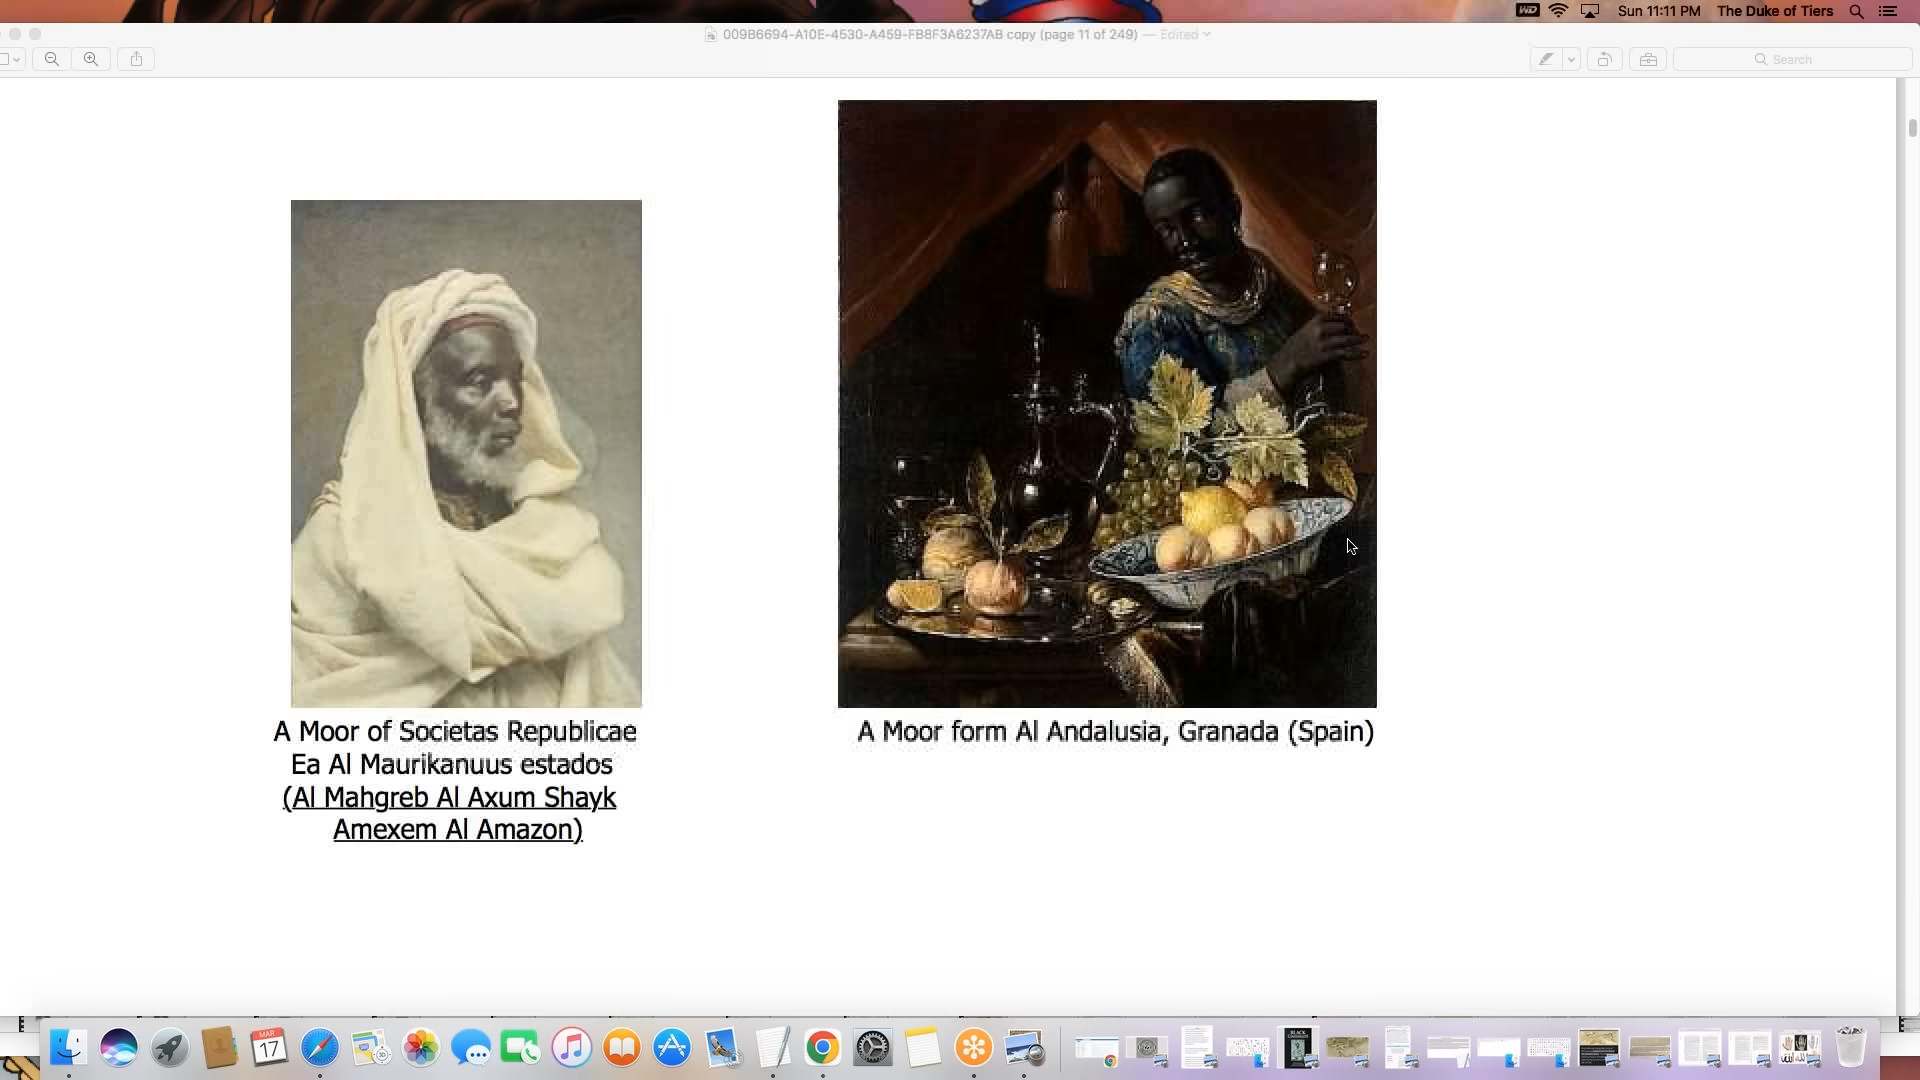 Sun 11:11 PM The Duke of Tiers
009B6694-A10E-4530-A459-FB8F3A6237AB copy (page 11 of 249) — Edited
Search
A Moor of Societas Republicae
Ea Al Maurikanuus estados
(Al Mahgreb Al Axum Shayk
Amexem Al Amazon)
A Moor form Al Andalusia, Granada (Spain)
MAR
17